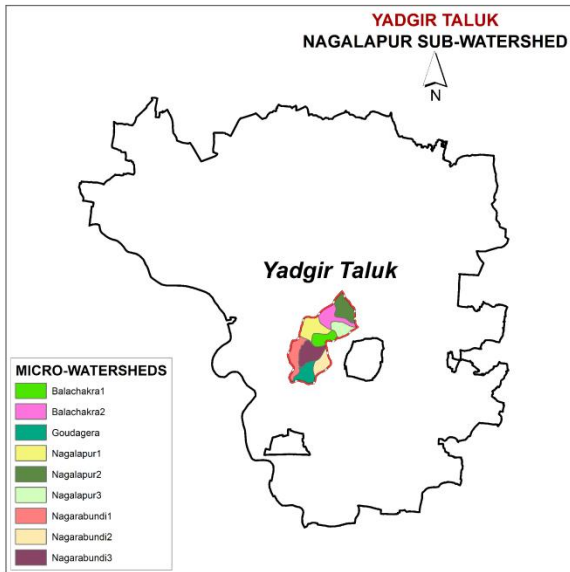 YADGIR TALUK
NAGALAPUR SUB-WATERSHED
N
Yadgir Taluk
MICRO-WATERSHEDS
Balachakra1
Balachakra2
Goudagera
Nagalapur1
Nagalapur2
Nagalapur3
Nagarabundi1
Nagarabundi2
Nagarabundi3